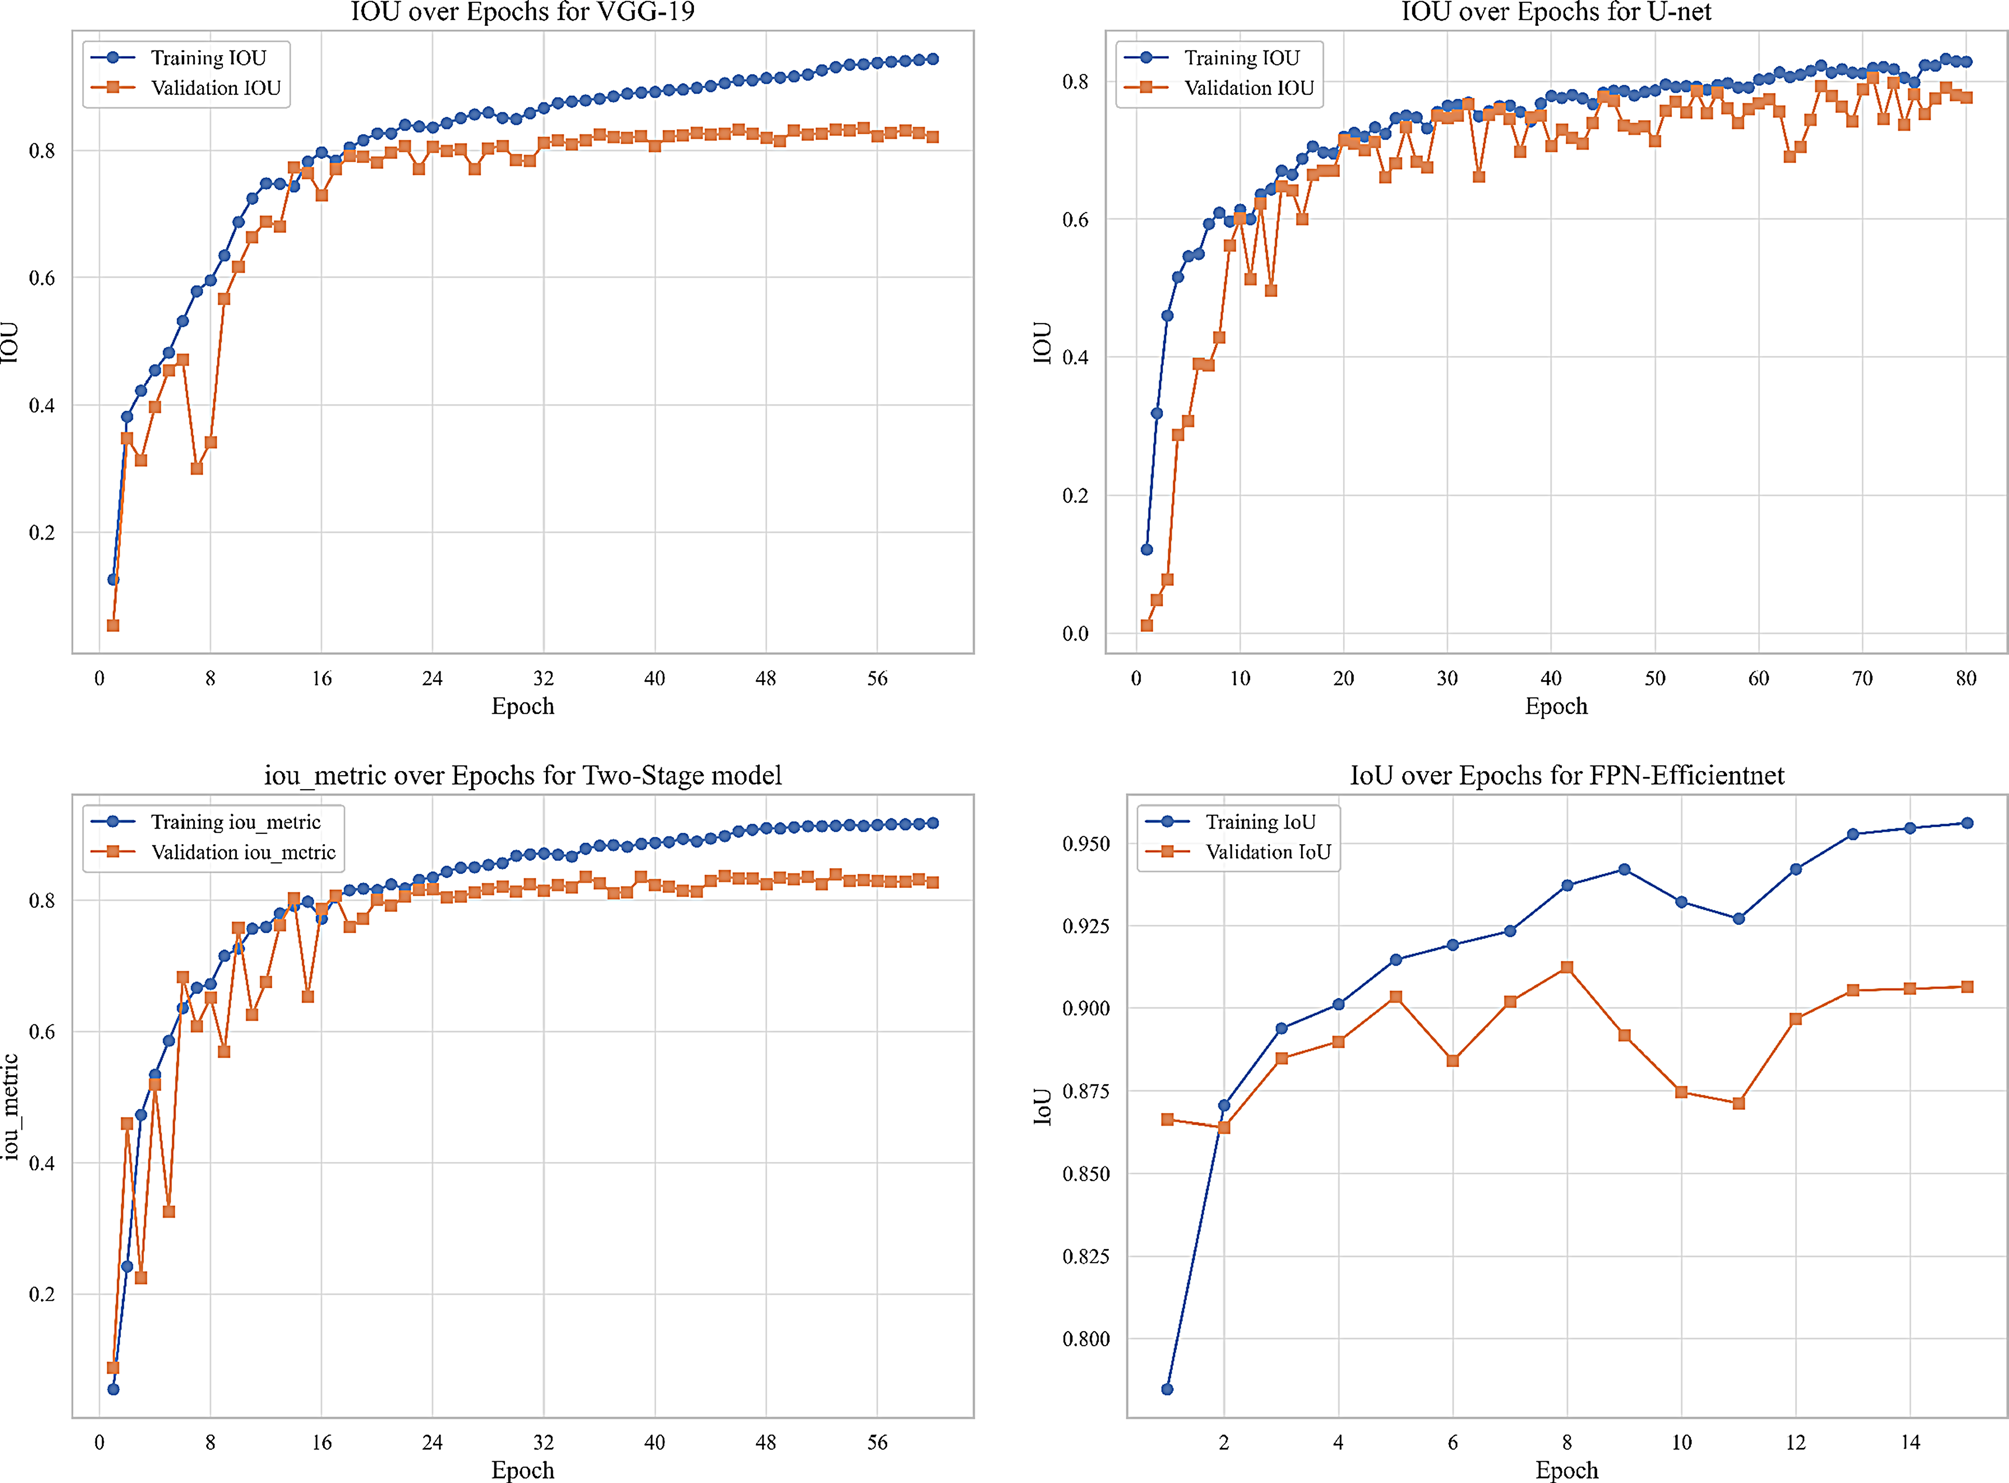 IOU over Epochs for VGG-19
Training IOU
Validation IOU
0.8
0.6
0.4
0.2
IOU
0 8 16 24 32 40 48 56
Epoch
IOU over Epochs for U-net
Training IOU
Validation IOU
0.8
0.6
0.4
0.2
0.0
IOU
0 10 20 30 40 50 60 70 80
Epoch
iou_metric over Epochs for Two-Stage model
Training iou_metric
Validation iou_metric
0.8
0.6
0.4
0.2
iou_metric
0 8 16 24 32 40 48 56
Epoch
IoU over Epochs for FPN-Efficientnet
Training IoU
Validation IoU
0.950
0.925
0.900
0.875
0.850
0.825
0.800
IoU
2 4 6 8 10 12 14
Epoch